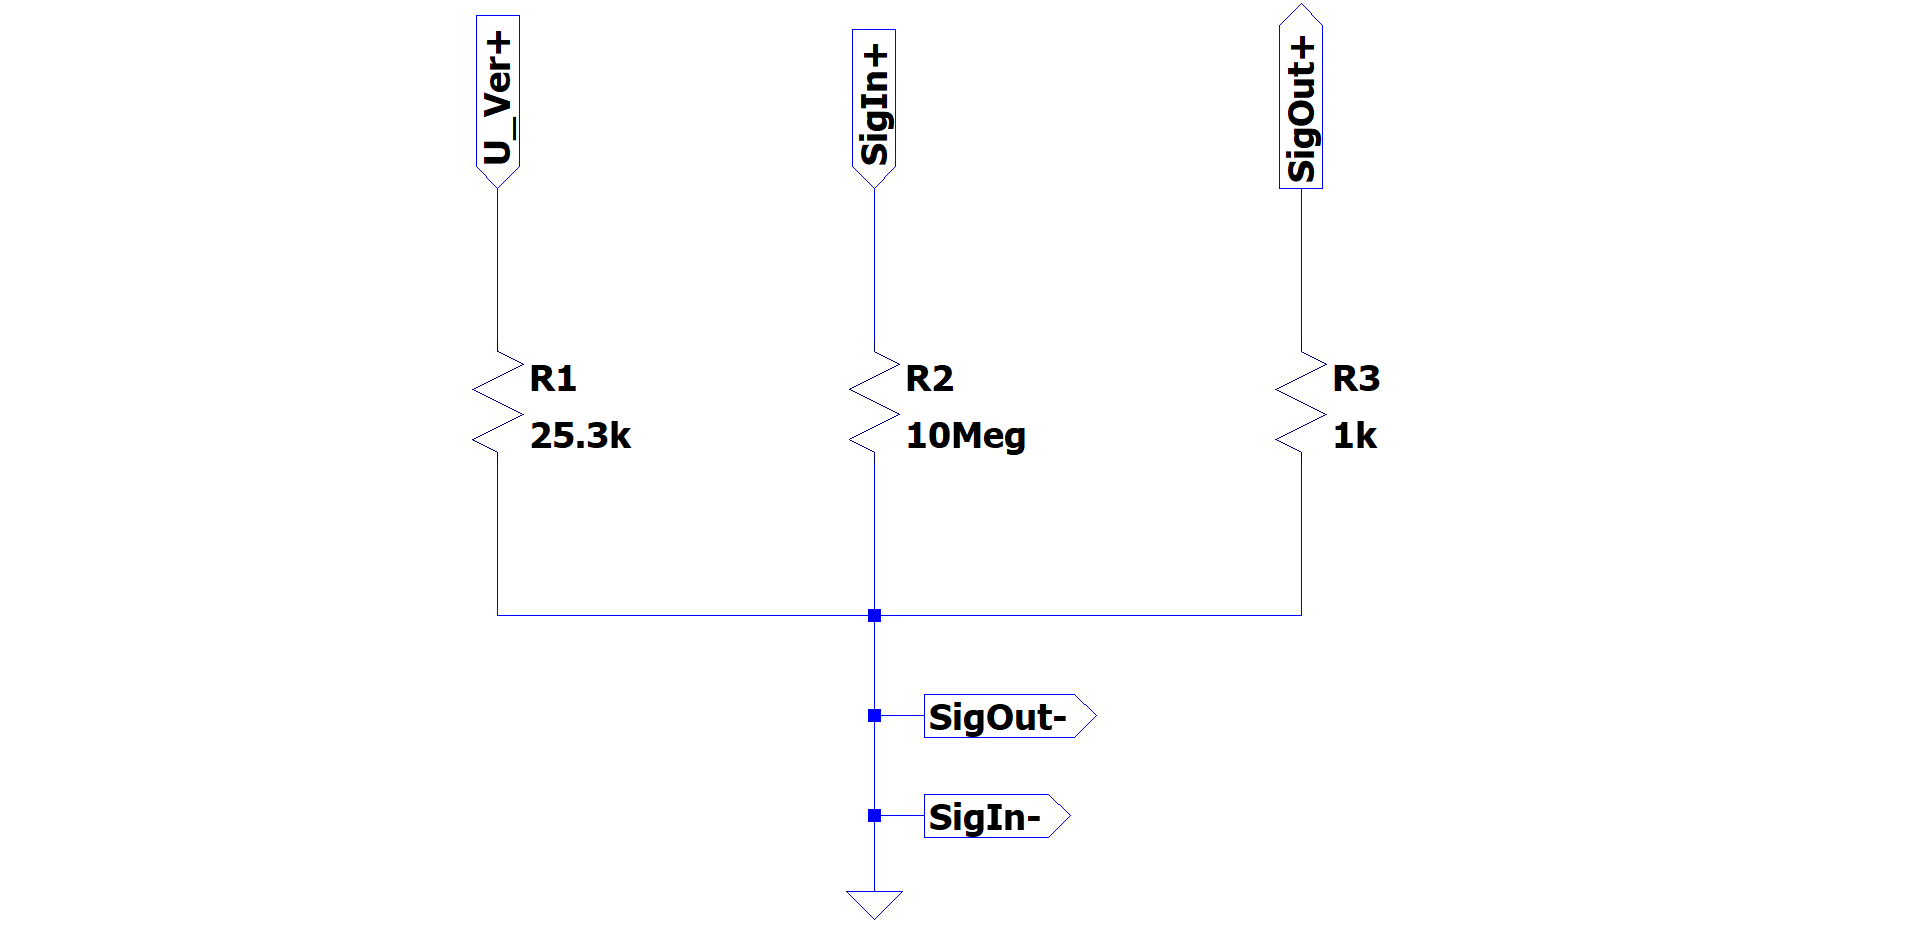 U_Ver+
SigIn+
SigOut+
R1
25.3k
R2
10Meg
R3
1k
SigOut-
SigIn-